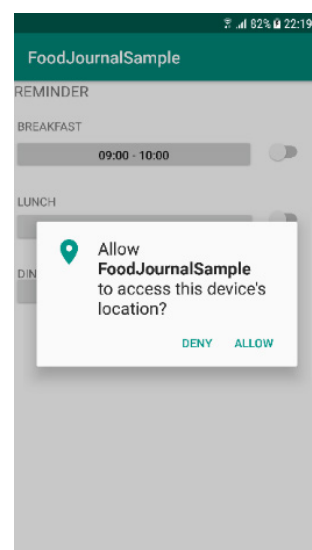 82% 22:19
FoodJournalSample
REMINDER
BREAKFAST
09:00 - 10:00
LUNCH
DIN
Allow
FoodJournalSample
to access this device's
location?
DENY ALLOW